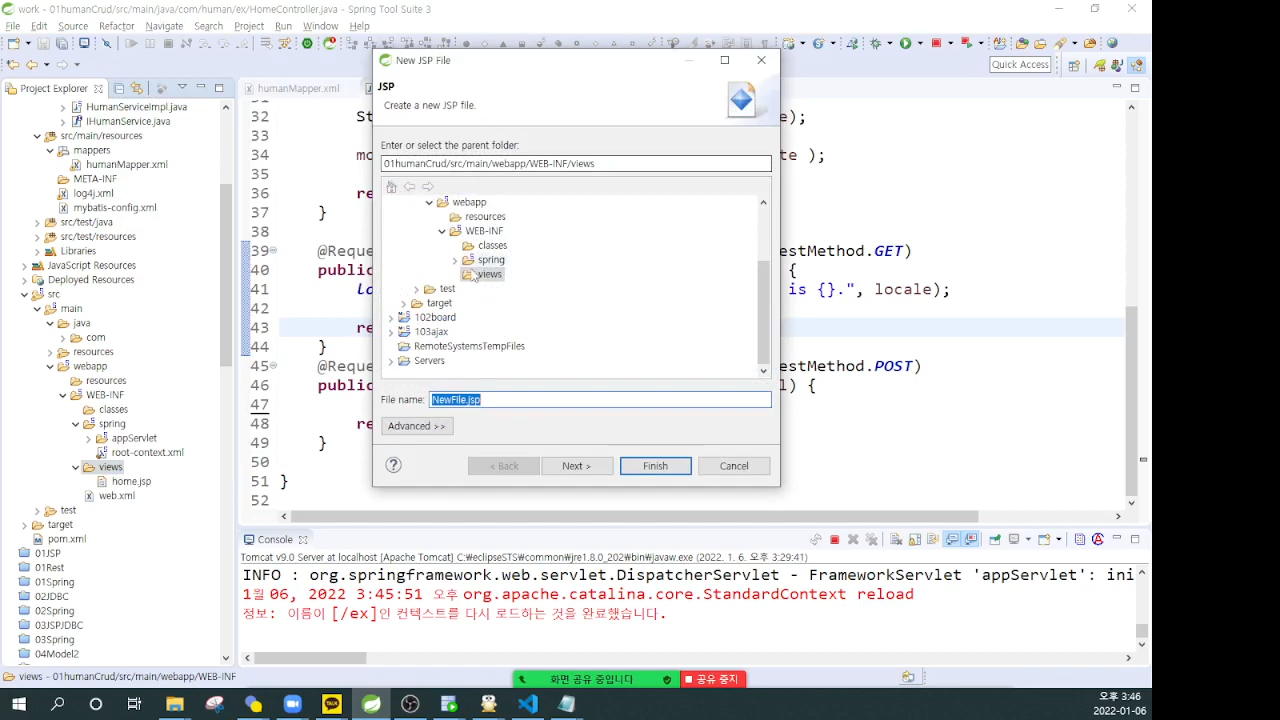 work - 01humanCrud/src/main/java/com/human/ex/HomeController.java - Spring Tool Suite 3
File Edit Source Refactor Navigate Search Project Run Window Help
Quick Access
Project Explorer
HumanServiceImpl.java
IHumanService.java
src/main/resources
mappers
humanMapper.xml
META-INF
log4j.xml
mybatis-config.xml
src/test/java
src/test/resources
Libraries
JavaScript Resources
Deployed Resources
src
main
java
com
resources
webapp
resources
WEB-INF
classes
spring
appServlet
root-context.xml
views
home.jsp
web.xml
test
target
pom.xml
01JSP
01Rest
01Spring
02JDBC
02Spring
03JSPJDBC
03Spring
04Model2
humanMapper.xml
32 St e);
33
34 mo te );
35
36 re
37 }
38
39 @Reque estMethod.GET)
40 public {
41 Lo is {}.", locale);
42
43 re
44 }
45 @Reque estMethod.POST)
46 public l) {
47
48 re
49 }
50
51 }
52
New JSP File
JSP
Create a new JSP file.
Enter or select the parent folder:
01humanCrud/src/main/webapp/WEB-INF/views
webapp
resources
WEB-INF
classes
spring
views
test
target
102board
103ajax
RemoteSystemsTempFiles
Servers
File name: NewFile.jsp
Advanced >>
< Back Next > Finish Cancel
Console
Tomcat v9.0 Server at localhost [Apache Tomcat] C:\eclipseSTS\common\jre1.8.0_202\bin\javaw.exe (2022. 1. 6. 오후 3:29:41)
INFO : org.springframework.web.servlet.DispatcherServlet - FrameworkServlet 'appServlet': ini
1월 06, 2022 3:45:51 오후 org.apache.catalina.core.StandardContext reload
정보: 이름이 [/ex]인 컨텍스트를 다시 로드하는 것을 완료했습니다.
views - 01humanCrud/src/main/webapp/WEB-INF
화면 공유 중입니다 공유 중지
TALK
오후 3:46
2022-01-06